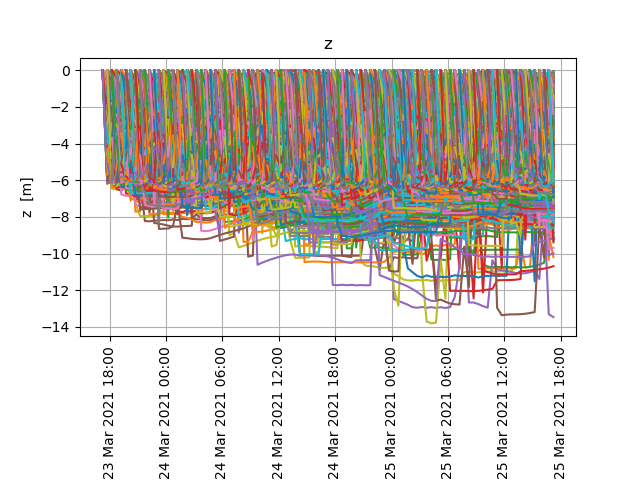 z
0
−2
−4
−6
−8
−10
−12
−14
z [m]
23 Mar 2021 18:00
24 Mar 2021 00:00
24 Mar 2021 06:00
24 Mar 2021 12:00
24 Mar 2021 18:00
25 Mar 2021 00:00
25 Mar 2021 06:00
25 Mar 2021 12:00
25 Mar 2021 18:00